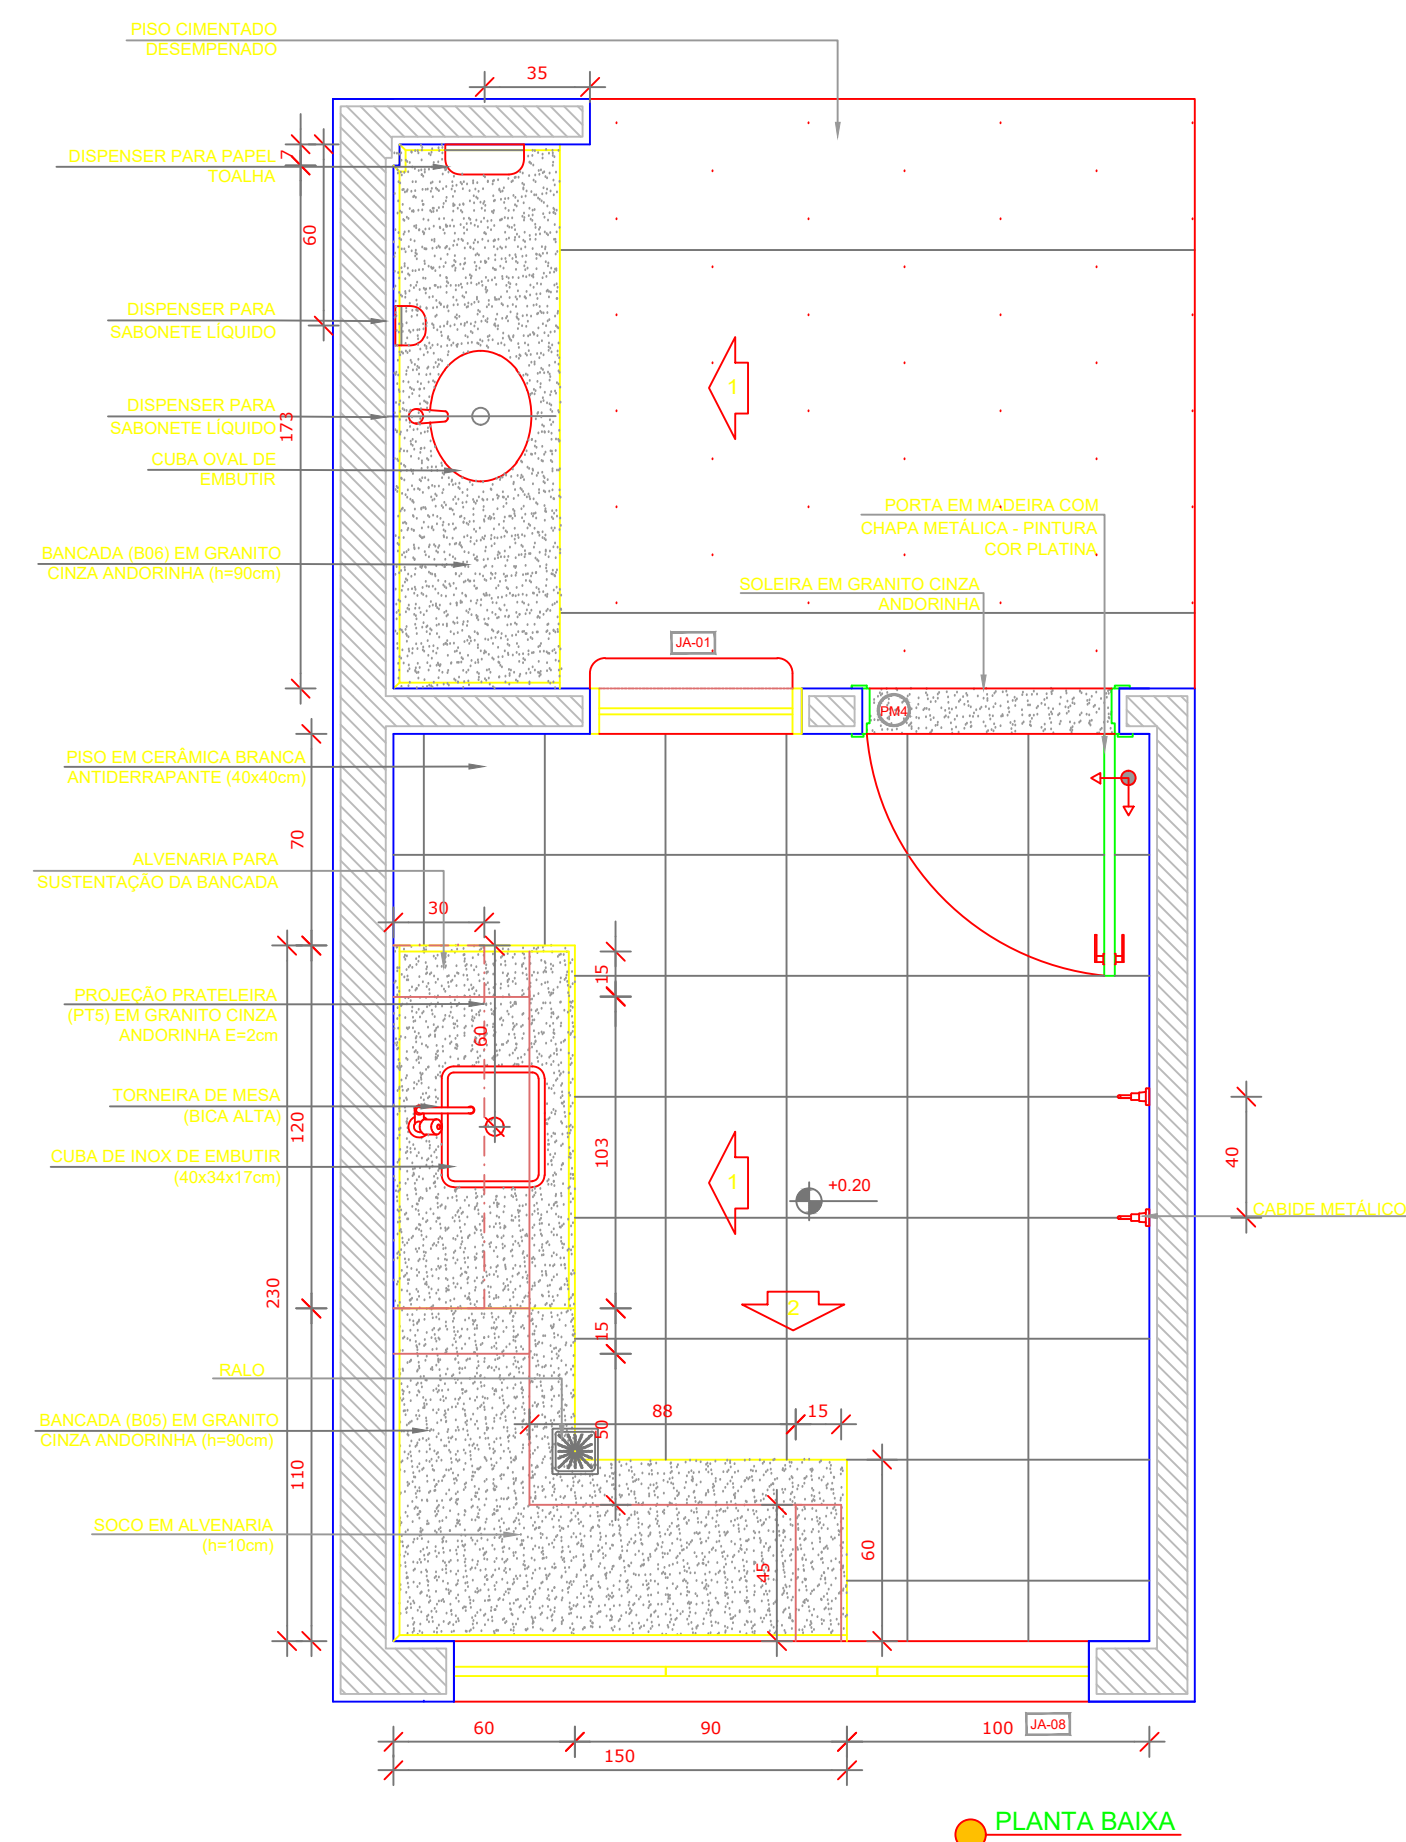 PISO CIMENTADO
DESEMPENADO
35
7
DISPENSER PARA PAPEL
TOALHA
60
DISPENSER PARA
SABONETE LÍQUIDO
1
DISPENSER PARA
SABONETE LÍQUIDO
173
CUBA OVAL DE
EMBUTIR
PORTA EM MADEIRA COM
CHAPA METÁLICA - PINTURA
COR PLATINA
BANCADA (B06) EM GRANITO
CINZA ANDORINHA (h=90cm)
SOLEIRA EM GRANITO CINZA
ANDORINHA
JA-01
PM4
PISO EM CERÂMICA BRANCA
ANTIDERRAPANTE (40x40cm)
70
ALVENARIA PARA
SUSTENTAÇÃO DA BANCADA
30
15
PROJEÇÃO PRATELEIRA
(PT5) EM GRANITO CINZA
ANDORINHA E=2cm
60
TORNEIRA DE MESA
(BICA ALTA)
120
103
40
CUBA DE INOX DE EMBUTIR
(40x34x17cm)
1
+0.20
CABIDE METÁLICO
230
2
15
RALO
88
15
50
BANCADA (B05) EM GRANITO
CINZA ANDORINHA (h=90cm)
110
SOCO EM ALVENARIA
(h=10cm)
60
45
60
90
100
JA-08
150
PLANTA BAIXA